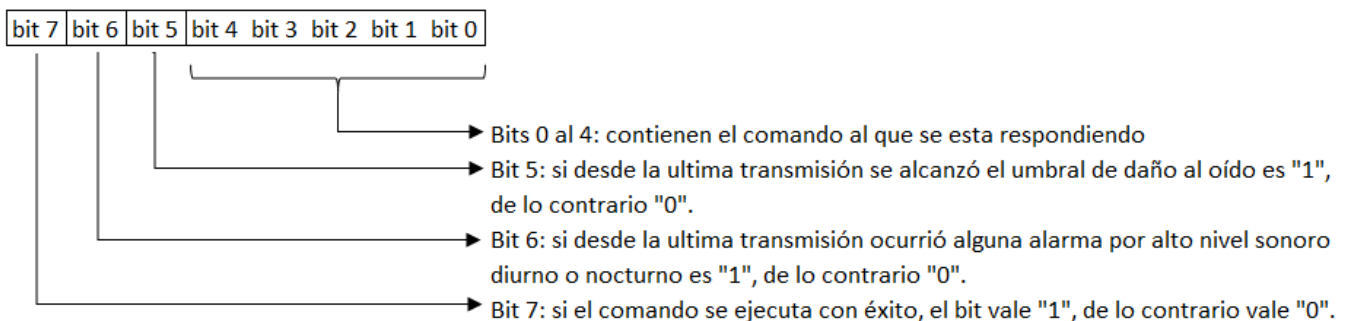 bit 7 bit 6 bit 5 bit 4 bit 3 bit 2 bit 1 bit 0
Bits 0 al 4: contienen el comando al que se esta respondiendo
Bit 5: si desde la ultima transmisión se alcanzó el umbral de daño al oído es "1",
de lo contrario "0".
Bit 6: si desde la ultima transmisión ocurrió alguna alarma por alto nivel sonoro
diurno o nocturno es "1", de lo contrario "0".
Bit 7: si el comando se ejecuta con éxito, el bit vale "1", de lo contrario vale "0".